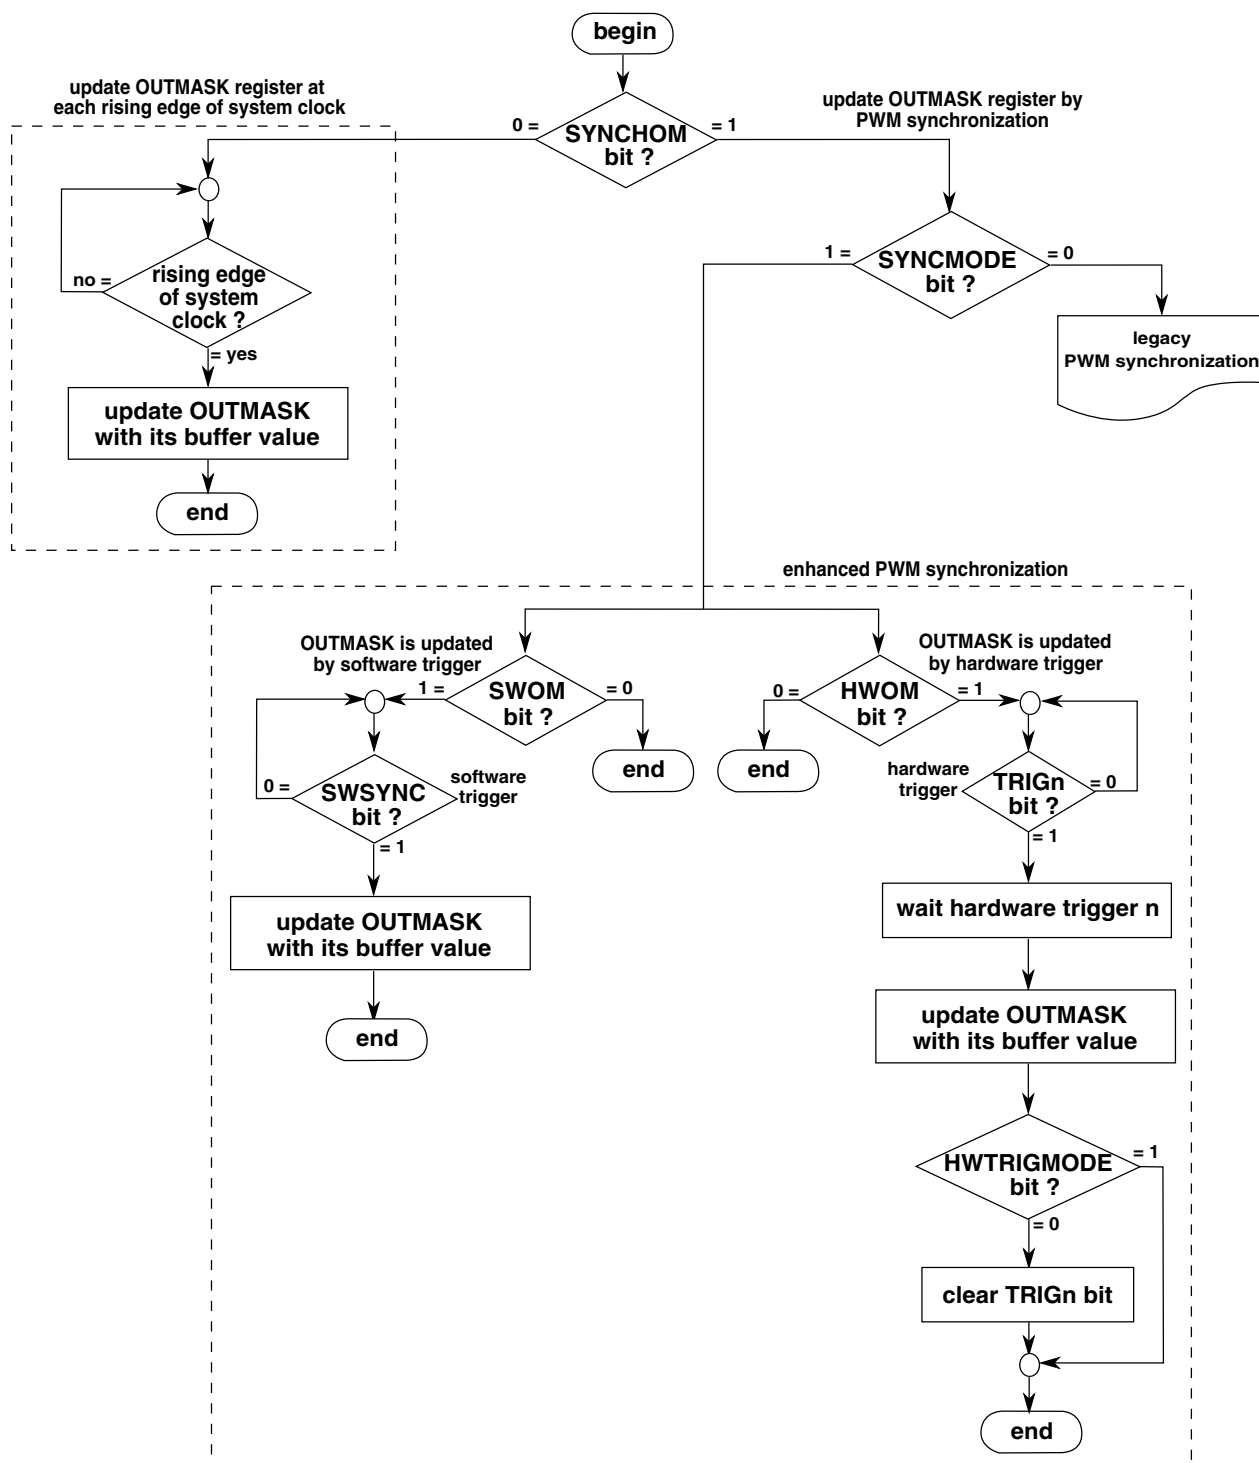 begin
update OUTMASK register at
each rising edge of system clock
update OUTMASK register by
PWM synchronization
0 =
SYNCHOM
bit ?
= 1
1 =
SYNCMODE
bit ?
= 0
no =
rising edge
of system
clock ?
= yes
legacy
PWM synchronization
update OUTMASK
with its buffer value
end
enhanced PWM synchronization
OUTMASK is updated
by software trigger
OUTMASK is updated
by hardware trigger
1 =
SWOM
bit ?
= 0
0 =
HWOM
bit ?
= 1
end
end
0 =
SWSYNC
bit ?
software
trigger
= 1
hardware
trigger
TRIGn
bit ?
= 0
= 1
update OUTMASK
with its buffer value
end
wait hardware trigger n
update OUTMASK
with its buffer value
HWTRIGMODE
bit ?
= 1
= 0
clear TRIGn bit
end